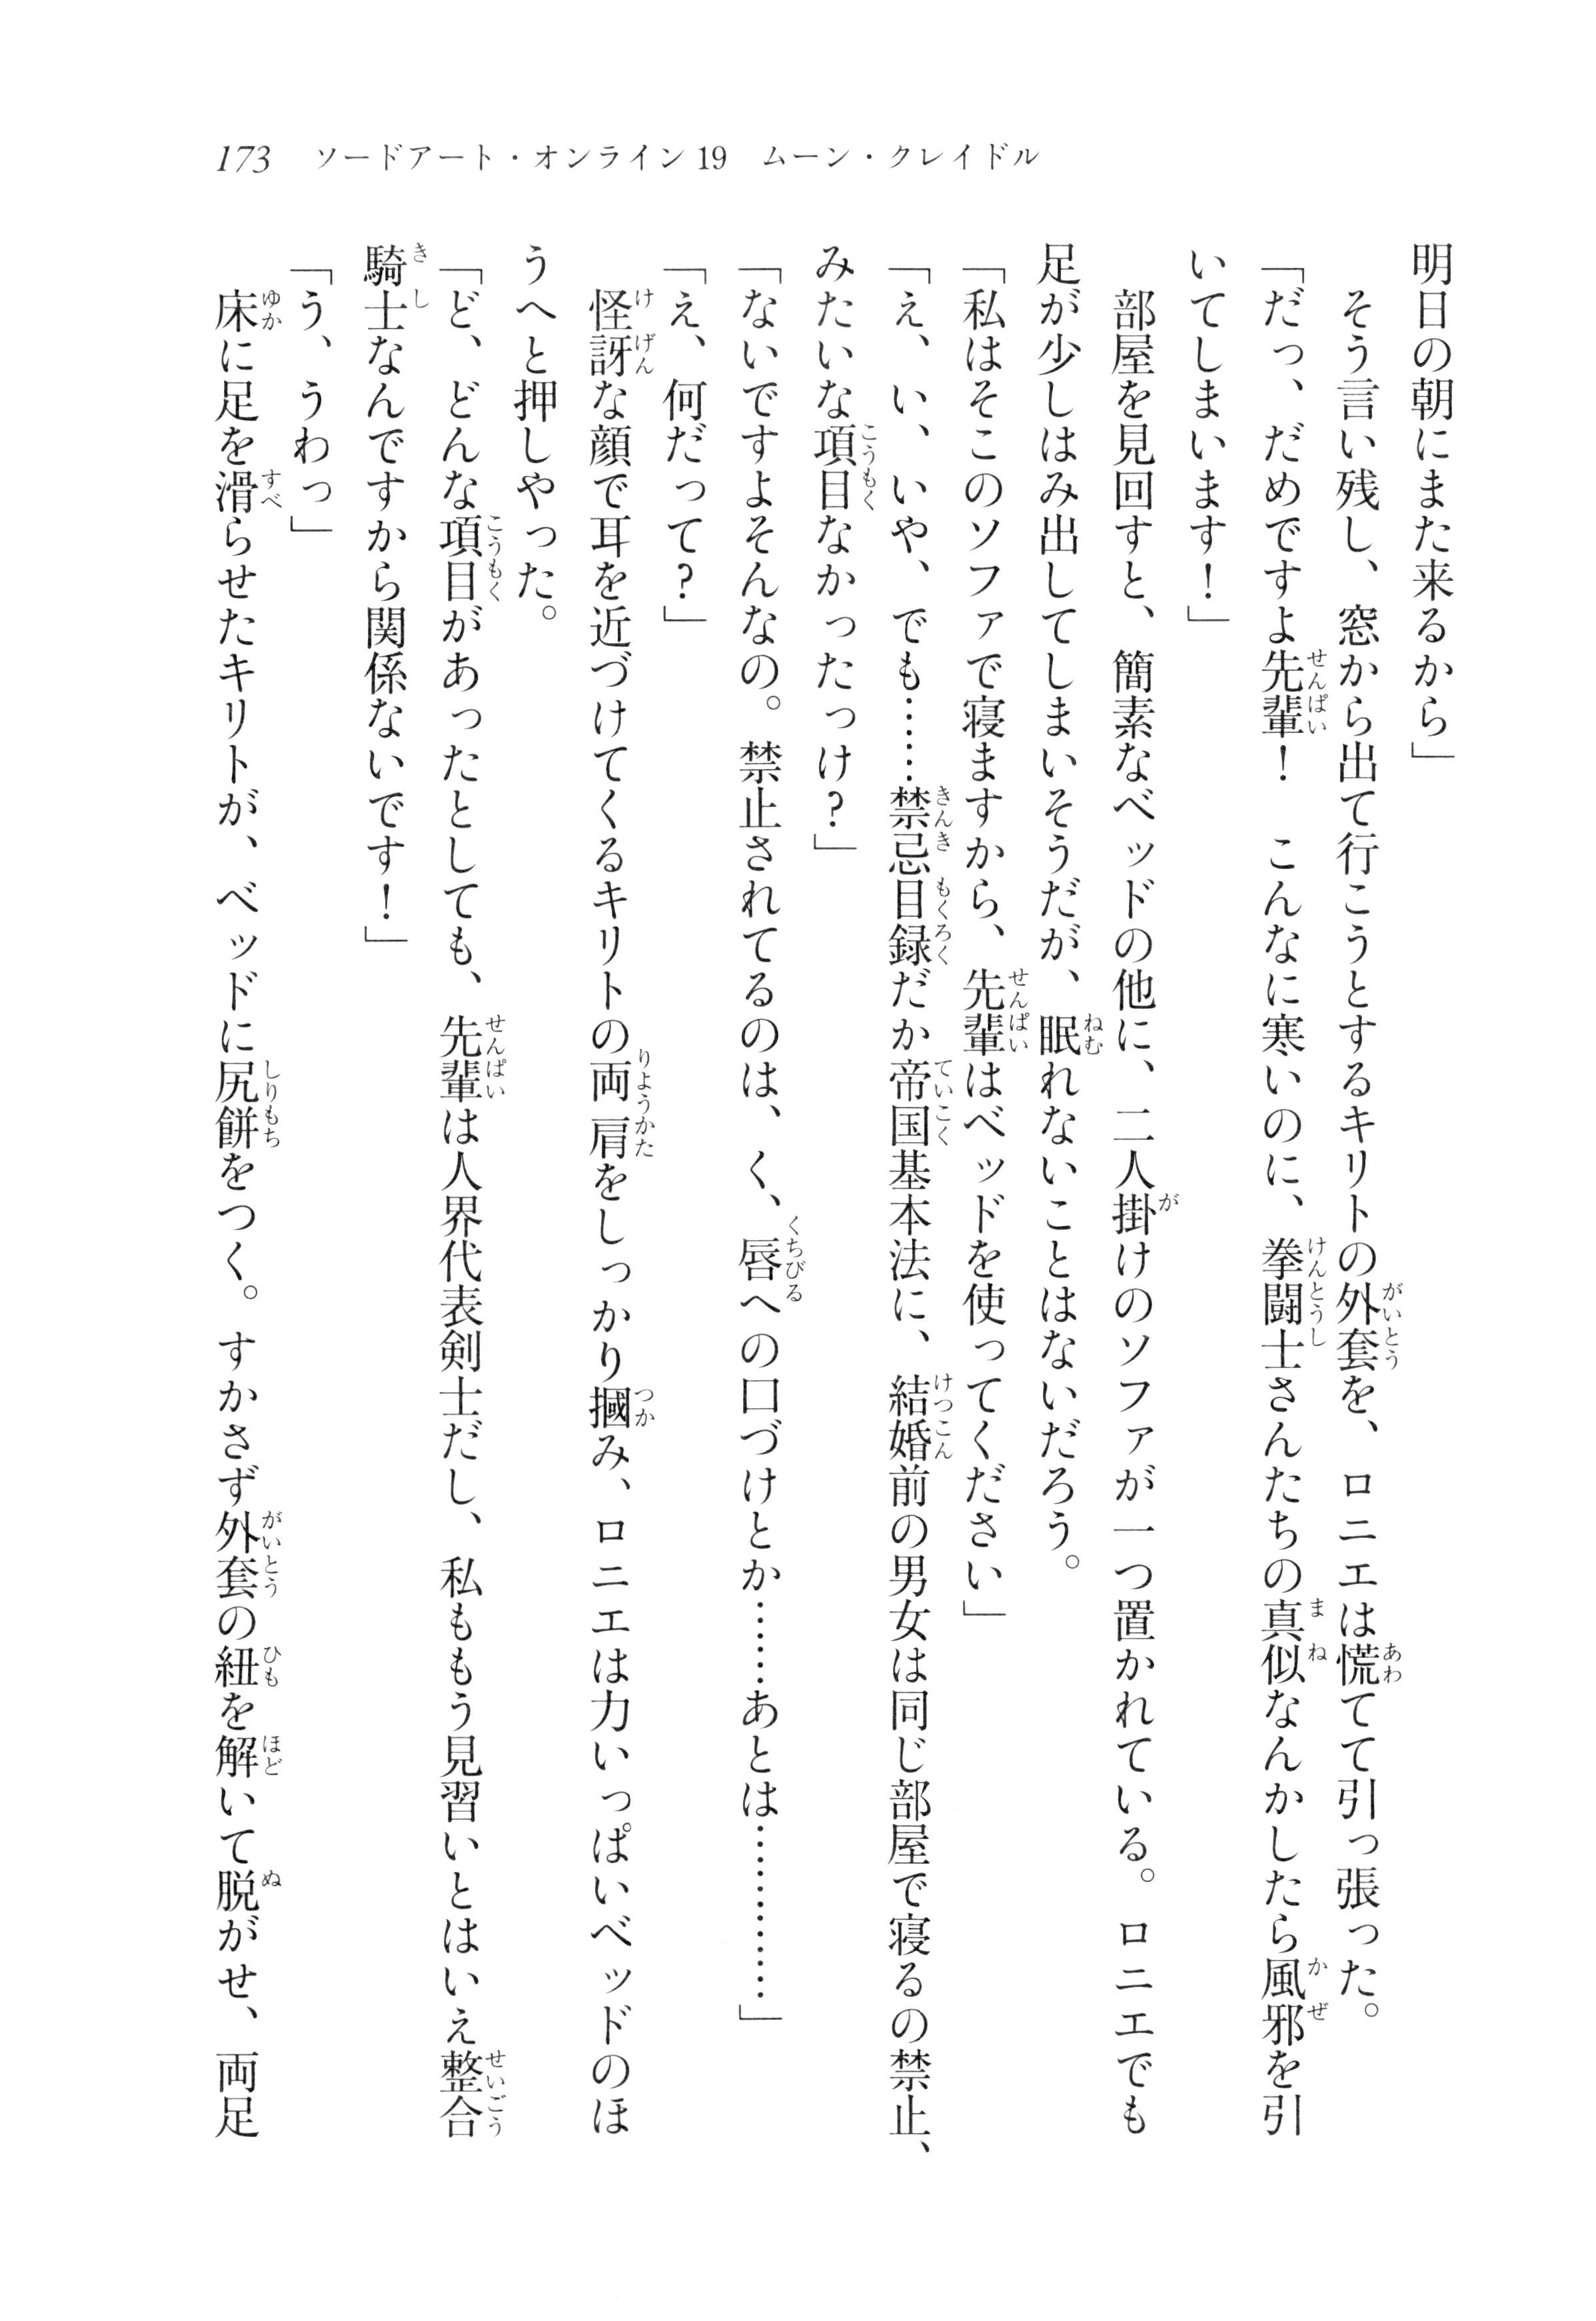 173　ソードアート・オンライン19　ムーン・クレイドル
明日の朝にまた来るから」
　そう言い残し、窓から出て行こうとするキリトの外套を、ロニエは慌てて引っ張った。
「だっ、だめですよ先輩！　こんなに寒いのに、拳闘士さんたちの真似なんかしたら風邪を引
いてしまいます！」
　部屋を見回すと、簡素なベッドの他に、二人掛けのソファが一つ置かれている。ロニエでも
足が少しはみ出してしまいそうだが、眠れないことはないだろう。
「私はそこのソファで寝ますから、先輩はベッドを使ってください」
「え、い、いや、でも……禁忌目録だか帝国基本法に、結婚前の男女は同じ部屋で寝るの禁止、
みたいな項目なかったっけ？」
「ないですよそんなの。禁止されてるのは、く、唇への口づけとか……あとは…………」
「え、何だって？」
　怪訝な顔で耳を近づけてくるキリトの両肩をしっかり摑み、ロニエは力いっぱいベッドのほ
うへと押しやった。
「ど、どんな項目があったとしても、先輩は人界代表剣士だし、私ももう見習いとはいえ整合
騎士なんですから関係ないです！」
「う、うわっ」
　床に足を滑らせたキリトが、ベッドに尻餅をつく。すかさず外套の紐を解いて脱がせ、両足